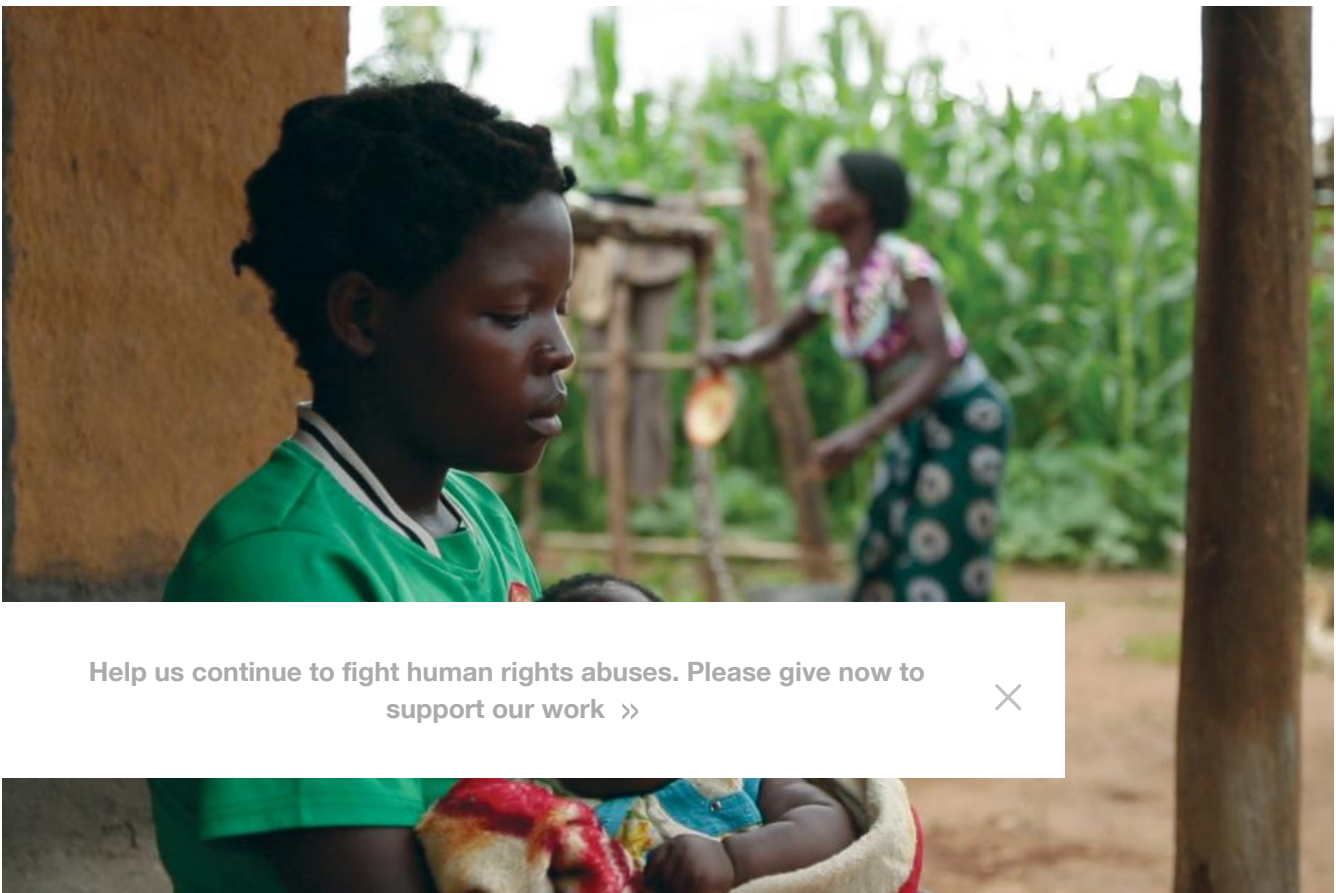 Help us continue to fight human rights abuses. Please give now to
support our work »